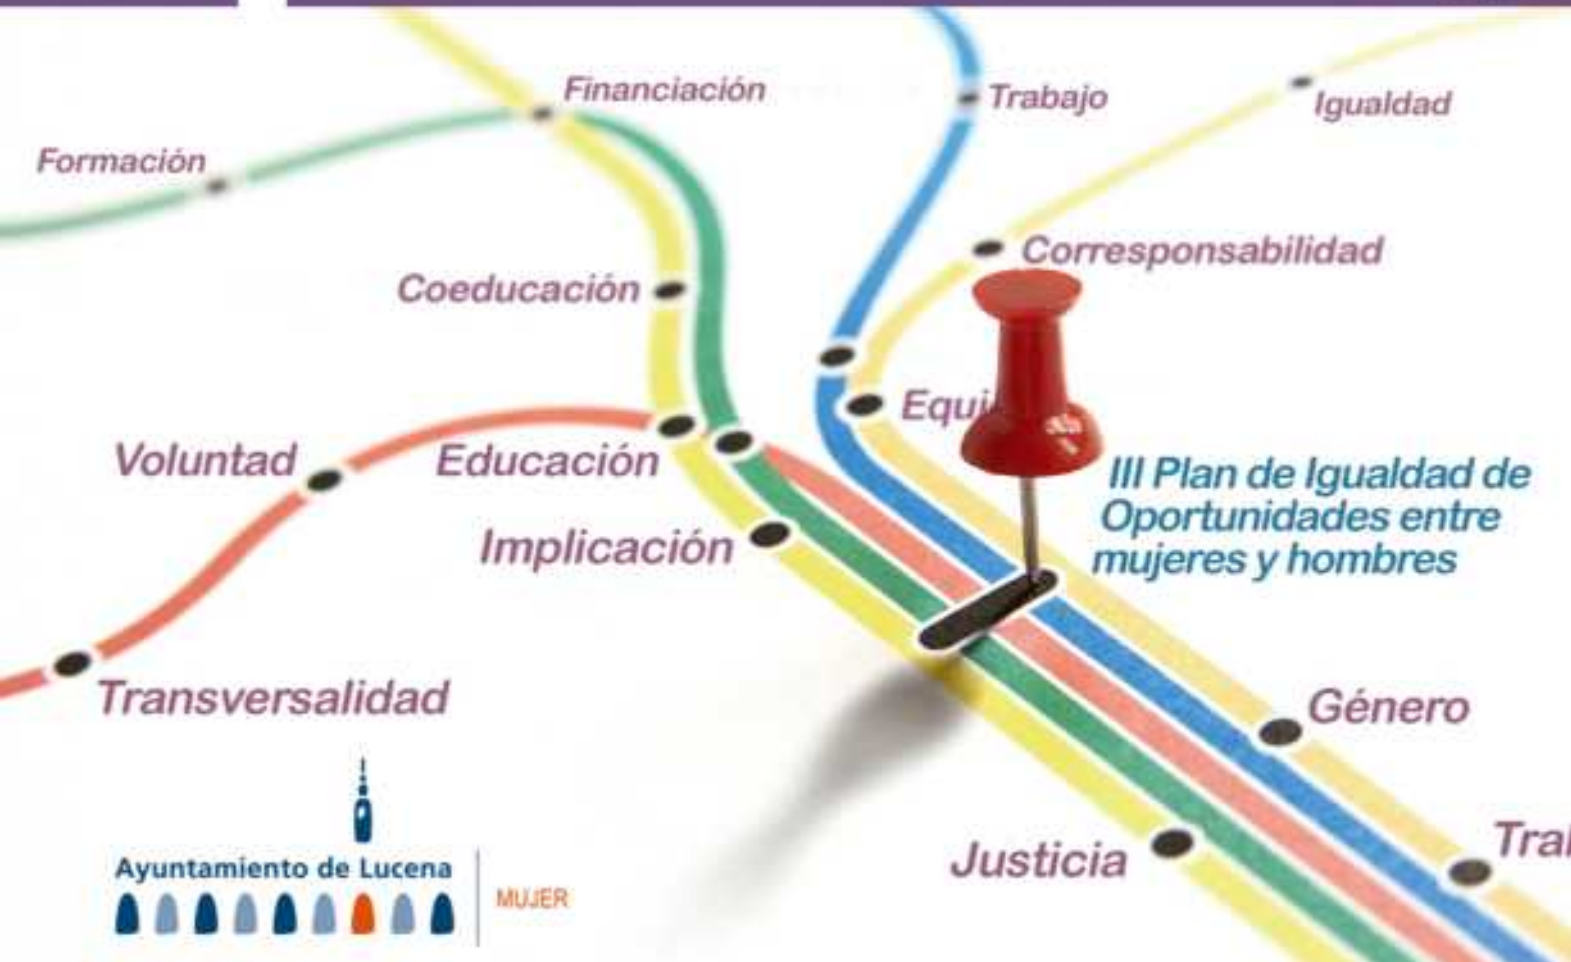 Financiación
Trabajo
Igualdad
Formación
Corresponsabilidad
Coeducación
Voluntad
Educación
III Plan de Igualdad de
Oportunidades entre
mujeres y hombres
Implicación
Transversalidad
Género
Justicia
Ayuntamiento de Lucena
MUJER